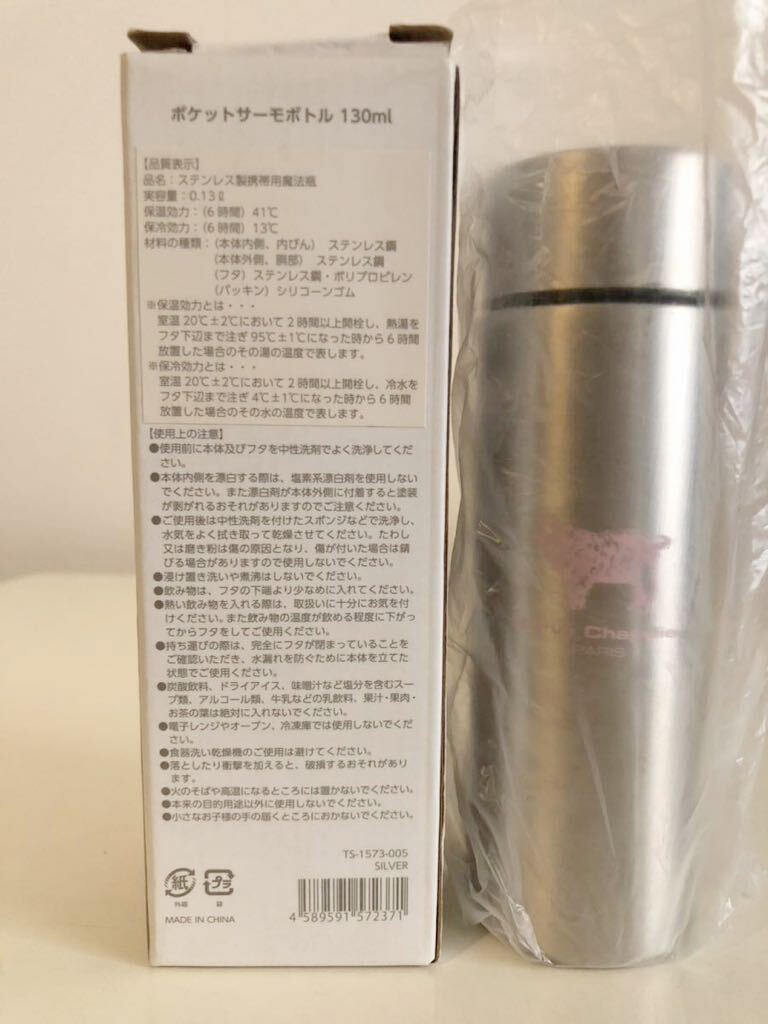 ポケットサーモボトル 130ml
【品質表示】
品名：ステンレス製携帯用魔法瓶
実容量：0.13ℓ
保温効力：（6時間）41℃
保冷効力：（6時間）13℃
材料の種類：（本体内側、内びん） ステンレス鋼
（本体外側、胴部） ステンレス鋼
（フタ）ステンレス鋼・ポリプロピレン
（パッキン）シリコーンゴム
※保温効力とは・・・
室温 20℃±2℃において 2 時間以上開栓し、熱湯を
フタ下辺まで注ぎ 95℃±1℃になった時から 6 時間
放置した場合のその湯の温度で表します。
※保冷効力とは・・・
室温 20℃±2℃において 2 時間以上開栓し、冷水を
フタ下辺まで注ぎ 4℃±1℃になった時から 6 時間
放置した場合のその水の温度で表します。
【使用上の注意】
●使用前に本体及びフタを中性洗剤でよく洗浄してくだ
さい。
●本体内側を漂白する際は、塩素系漂白剤を使用しない
でください。また漂白剤が本体外側に付着すると塗装
が剥がれるおそれがありますのでご注意ください。
●ご使用後は中性洗剤を付けたスポンジなどで洗浄し、
水気をよく拭き取って乾燥させてください。たわし
又は磨き粉は傷の原因となり、傷が付いた場合は錆
びる場合がありますので使用しないでください。
●浸け置き洗いや煮沸はしないでください。
●飲み物は、フタの下端より少なめに入れてください。
●熱い飲み物を入れる際は、取扱いに十分にお気を付
けください。また飲み物の温度が飲める程度に下がっ
てからフタをしてご使用ください。
●持ち運びの際は、完全にフタが閉まっていることを
ご確認いただき、水漏れを防ぐために本体を立てた
状態でご使用ください。
●炭酸飲料、ドライアイス、味噌汁など塩分を含むスー
プ類、アルコール類、牛乳などの乳飲料、果汁・果肉・
お茶の葉は絶対に入れないでください。
●電子レンジやオーブン、冷凍庫では使用しないでくだ
さい。
●食器洗い乾燥機のご使用は避けてください。
●落としたり衝撃を加えると、破損するおそれがあり
ます。
●火のそばや高温になるところには置かないでください。
●本来の目的用途以外に使用しないでください。
●小さなお子様の手の届くところにおかないでください。
TS-1573-005
SILVER
紙 プラ
外箱 袋
MADE IN CHINA
4 589591 572371
PARIS